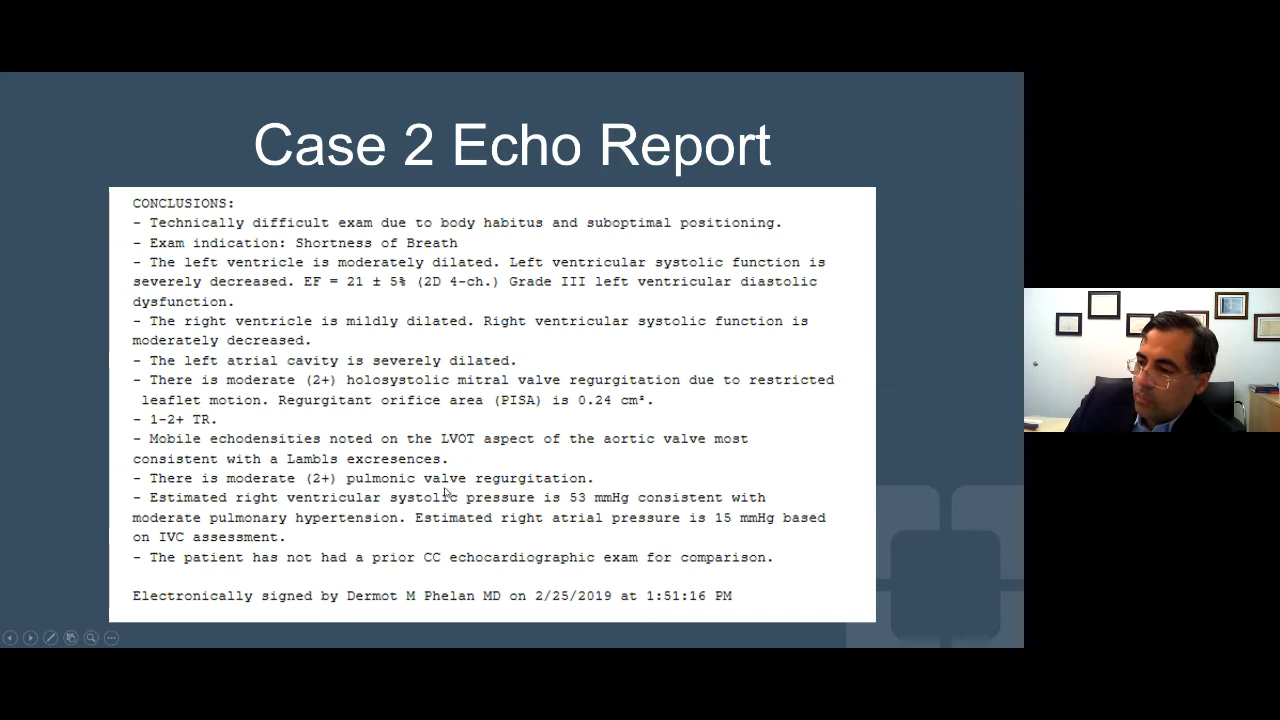 Case 2 Echo Report
CONCLUSIONS:
- Technically difficult exam due to body habitus and suboptimal positioning.
- Exam indication: Shortness of Breath
- The left ventricle is moderately dilated. Left ventricular systolic function is
severely decreased. EF = 21 ± 5% (2D 4-ch.) Grade III left ventricular diastolic
dysfunction.
- The right ventricle is mildly dilated. Right ventricular systolic function is
moderately decreased.
- The left atrial cavity is severely dilated.
- There is moderate (2+) holosystolic mitral valve regurgitation due to restricted
leaflet motion. Regurgitant orifice area (PISA) is 0.24 cm².
- 1-2+ TR.
- Mobile echodensities noted on the LVOT aspect of the aortic valve most
consistent with a Lambls excresences.
- There is moderate (2+) pulmonic valve regurgitation.
- Estimated right ventricular systolic pressure is 53 mmHg consistent with
moderate pulmonary hypertension. Estimated right atrial pressure is 15 mmHg based
on IVC assessment.
- The patient has not had a prior CC echocardiographic exam for comparison.
Electronically signed by Dermot M Phelan MD on 2/25/2019 at 1:51:16 PM